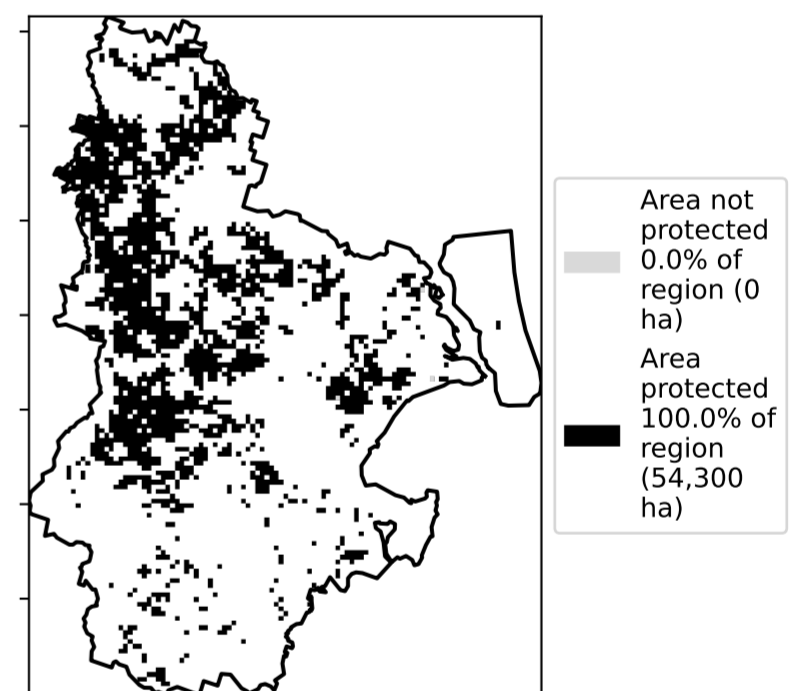 Area not
protected
0.0% of
region (0
ha)
Area
protected
100.0% of
region
(54,300
ha)